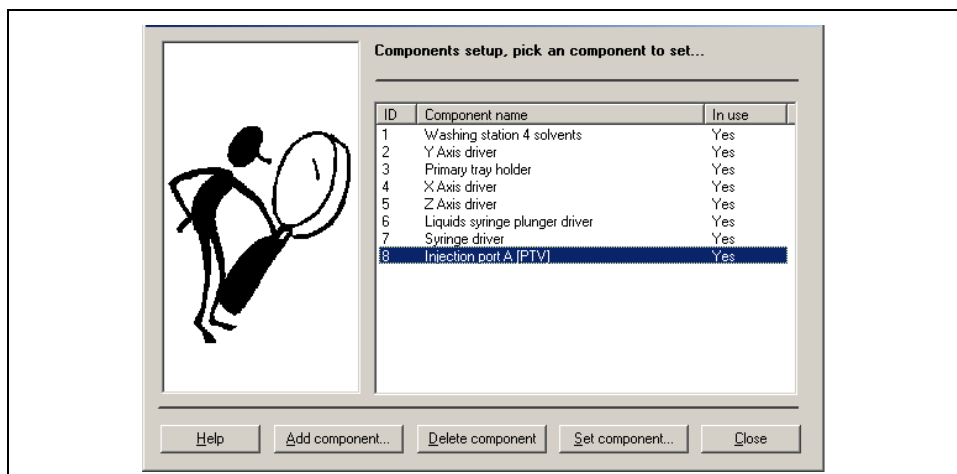 Components setup, pick an component to set...
ID Component name In use
1 Washing station 4 solvents Yes
2 Y Axis driver Yes
3 Primary tray holder Yes
4 X Axis driver Yes
5 Z Axis driver Yes
6 Liquids syringe plunger driver Yes
7 Syringe driver Yes
8 Injection port A [PTV] Yes
Help Add component... Delete component Set component... Close